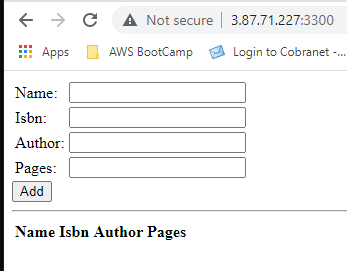 Not secure | 3.87.71.227:3300
Apps AWS BootCamp Login to Cobranet -...
Name:
Isbn:
Author:
Pages:
Add
Name Isbn Author Pages